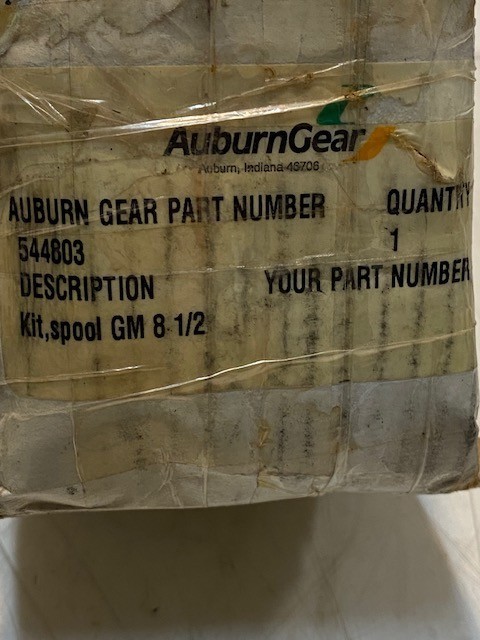 AuburnGear
Auburn, Indiana 46706
AUBURN GEAR PART NUMBER QUANTITY
544803 1
DESCRIPTION YOUR PART NUMBER
Kit,spool GM 8 1/2